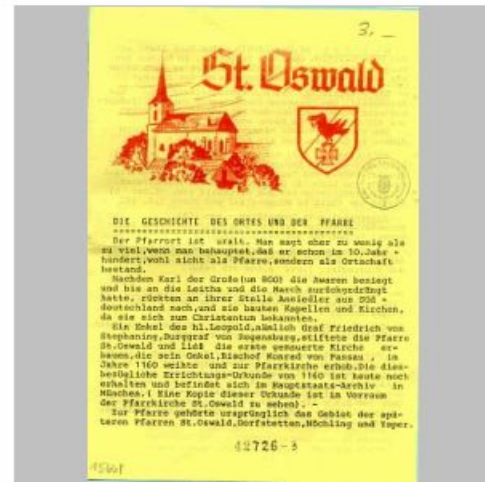 3. –
St. Oswald
DIE GESCHICHTE DES ORTES UND DER PFARRE
Der Pfarrort ist uralt. Man sagt eher zu wenig als
zu viel,wenn man behauptet,daß er schon im 10.Jahr -
hundert,wohl nicht als Pfarre,sondern als Ortschaft
bestand.
Nachdem Karl der Große(um 800) die Awaren besiegt
und bis an die Leitha und die March zurückgedrängt
hatte, rückten an ihrer Stelle Ansiedler aus Süd -
deutschland nach,und sie bauten Kapellen und Kirchen,
da sie sich zum Christentum bekannten.
Ein Enkel des hl.Leopold,nämlich Graf Friedrich von
Stephaning,Burggraf von Regensburg,stiftete die Pfarre
St.Oswald und ließ die erste gemauerte Kirche er-
bauen,die sein Onkel,Bischof Konrad von Passau , im
Jahre 1160 weihte und zur Pfarrkirche erhob.Die dies-
bezügliche Errichtungs-Urkunde von 1160 ist heute noch
erhalten und befindet sich im Hauptstaats-Archiv in
München.( Eine Kopie dieser Urkunde ist im Vorraum
der Pfarrkirche St.Oswald zu sehen). -
Zur Pfarre gehörte ursprünglich das Gebiet der spä-
teren Pfarren St.Oswald,Dorfstetten,Nöchling und Ysper.
42726-3